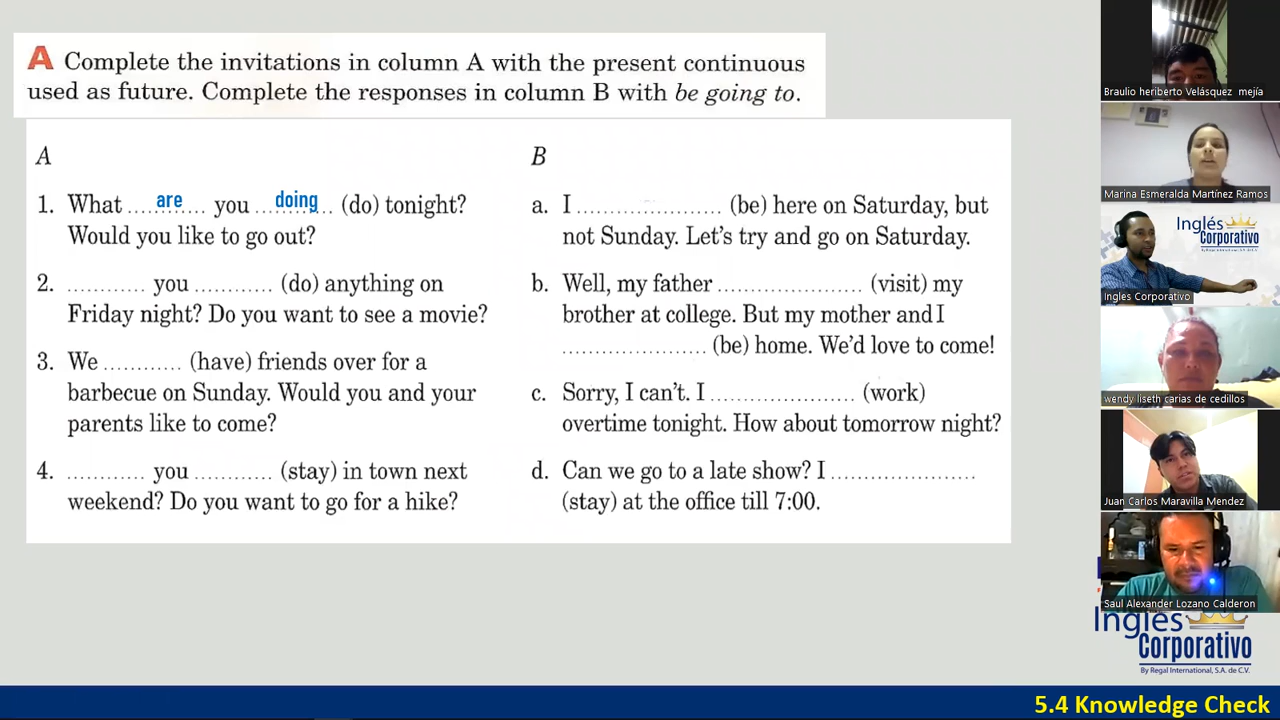 A Complete the invitations in column A with the present continuous
used as future. Complete the responses in column B with be going to.
A
1. What ....are.... you ....doing.... (do) tonight?
Would you like to go out?
2. ............ you ............ (do) anything on
Friday night? Do you want to see a movie?
3. We ............ (have) friends over for a
barbecue on Sunday. Would you and your
parents like to come?
4. ............ you ............ (stay) in town next
weekend? Do you want to go for a hike?
B
a. I ...................... (be) here on Saturday, but
not Sunday. Let's try and go on Saturday.
b. Well, my father ...................... (visit) my
brother at college. But my mother and I
...................... (be) home. We'd love to come!
c. Sorry, I can't. I ...................... (work)
overtime tonight. How about tomorrow night?
d. Can we go to a late show? I ......................
(stay) at the office till 7:00.
Braulio heriberto Velásquez mejía
Marina Esmeralda Martínez Ramos
Inglés
Corporativo
By Regal International, S.A. de C.V.
Ingles Corporativo
wendy liseth carias de cedillos
Juan Carlos Maravilla Mendez
Saul Alexander Lozano Calderon
Inglés
Corporativo
By Regal International, S.A. de C.V.
5.4 Knowledge Check